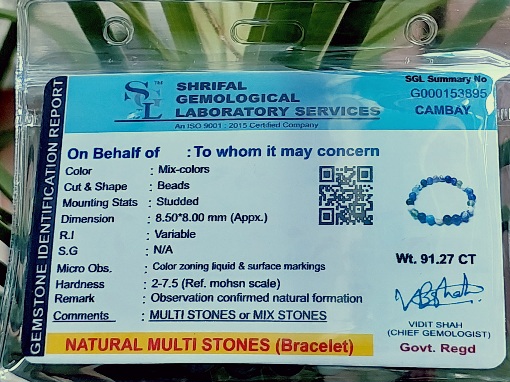 SGL ™
SHRIFAL
GEMOLOGICAL
LABORATORY SERVICES
An ISO 9001 : 2015 Certified Company
SGL Summary No
G000153895
CAMBAY
GEMSTONE IDENTIFICATION REPORT
On Behalf of : To whom it may concern
Color : Mix-colors
Cut & Shape : Beads
Mounting Stats : Studded
Dimension : 8.50*8.00 mm (Appx.)
R.I : Variable
S.G : N/A
Micro Obs. : Color zoning liquid & surface markings
Hardness : 2-7.5 (Ref. mohsn scale)
Remark : Observation confirmed natural formation
Comments : MULTI STONES or MIX STONES
NATURAL MULTI STONES (Bracelet)
Wt. 91.27 CT
VIDIT SHAH
(CHIEF GEMOLOGIST)
Govt. Regd